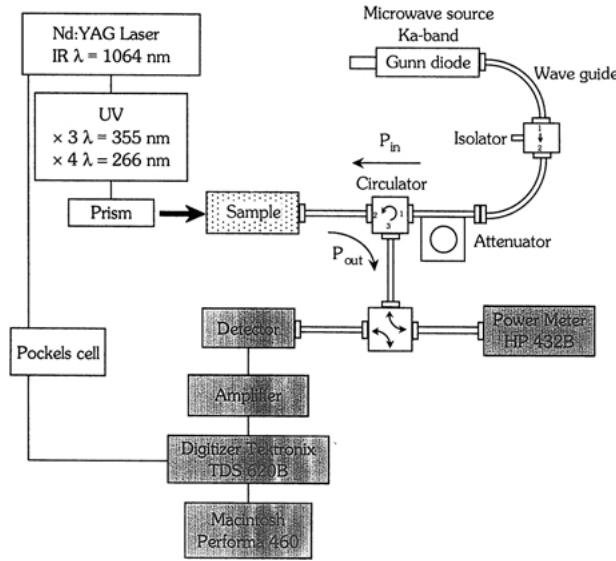 Nd:YAG Laser
IR λ = 1064 nm
UV
× 3 λ = 355 nm
× 4 λ = 266 nm
Prism
Microwave source
Ka-band
Gunn diode
Wave guide
Isolator
1
2
P_in
Circulator
Sample
2
1
3
P_out
Attenuator
Detector
Power Meter
HP 432B
Pockels cell
Amplifier
Digitizer Tektronix
TDS 620B
Macintosh
Performa 460